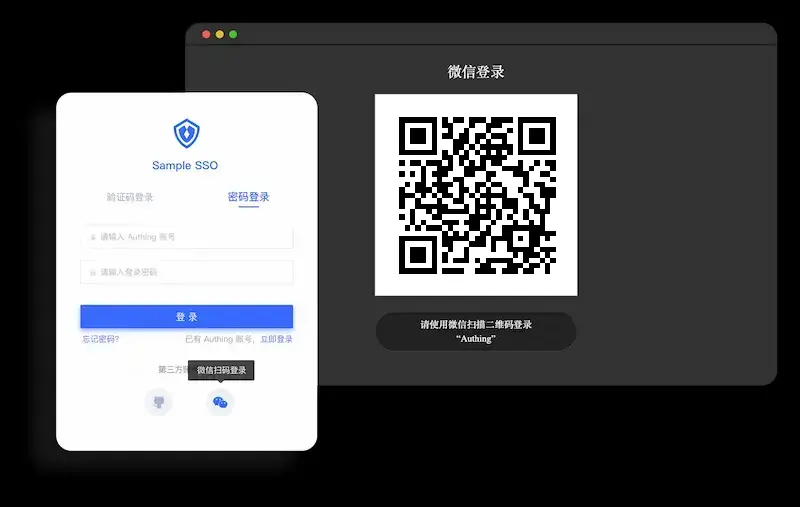 微信登录
Sample SSO
验证码登录
密码登录
请输入 Authing 账号
请输入登录密码
登 录
忘记密码?
已有 Authing 账号，立即登录
第三方账
微信扫码登录
请使用微信扫描二维码登录
“Authing”